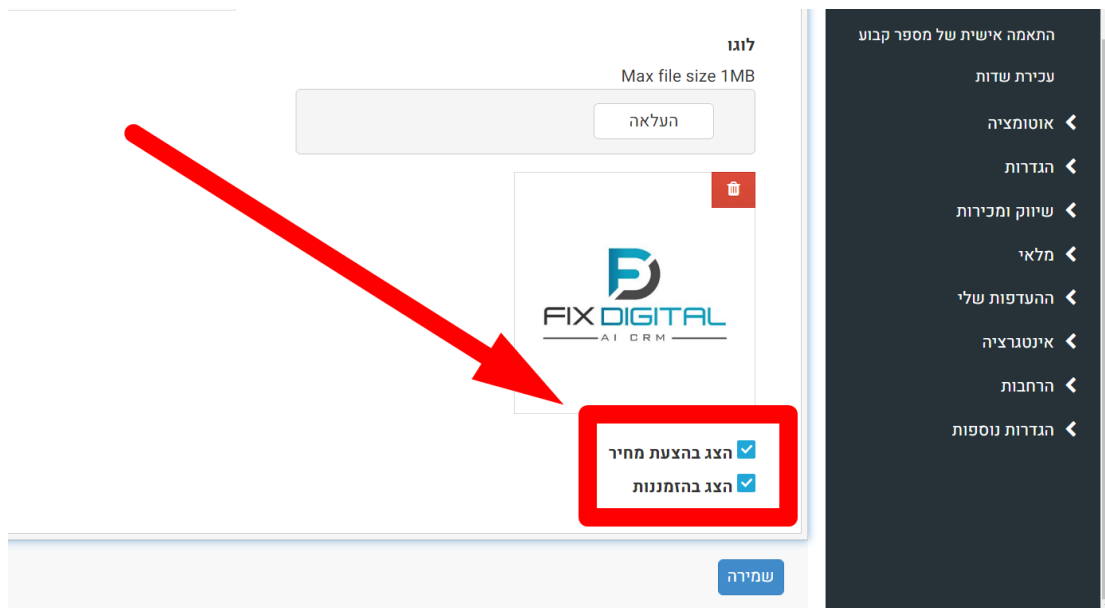 לוגו
Max file size 1MB
העלאה
FIX DIGITAL
AI CRM
הצג בהצעת מחיר
הצג בהזמננות
שמירה
התאמה אישית של מספר קבוע
עכירת שדות
אוטומציה
הגדרות
שיווק ומכירות
מלאי
ההעדפות שלי
אינטגרציה
הרחבות
הגדרות נוספות